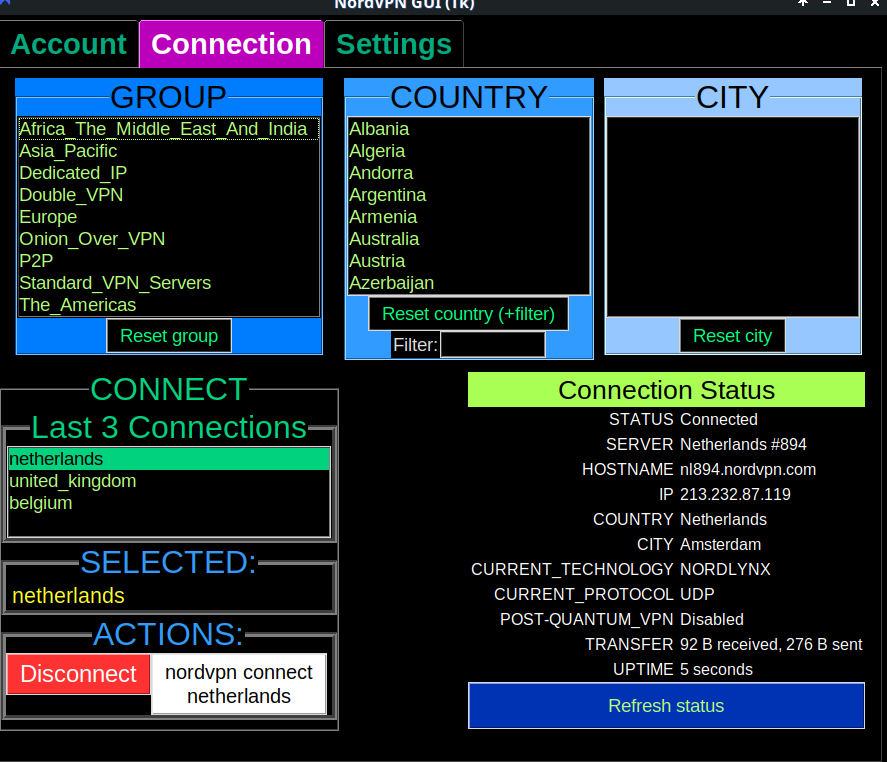 NordVPN GUI (Tk)
Account Connection Settings
GROUP
Africa_The_Middle_East_And_India
Asia_Pacific
Dedicated_IP
Double_VPN
Europe
Onion_Over_VPN
P2P
Standard_VPN_Servers
The_Americas
Reset group
COUNTRY
Albania
Algeria
Andorra
Argentina
Armenia
Australia
Austria
Azerbaijan
Reset country (+filter)
Filter:
CITY
Reset city
CONNECT
Last 3 Connections
netherlands
united_kingdom
belgium
SELECTED:
netherlands
ACTIONS:
Disconnect
nordvpn connect
netherlands
Connection Status
STATUS Connected
SERVER Netherlands #894
HOSTNAME nl894.nordvpn.com
IP 213.232.87.119
COUNTRY Netherlands
CITY Amsterdam
CURRENT_TECHNOLOGY NORDLYNX
CURRENT_PROTOCOL UDP
POST-QUANTUM_VPN Disabled
TRANSFER 92 B received, 276 B sent
UPTIME 5 seconds
Refresh status